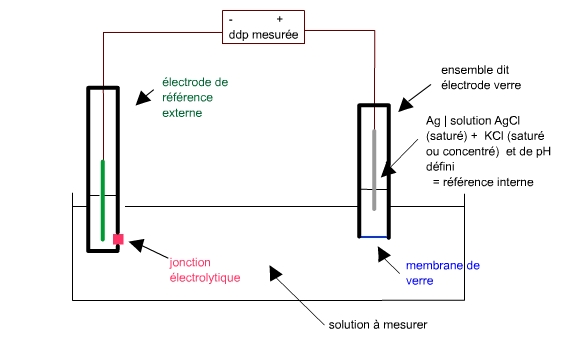 - +
ddp mesurée
électrode de
référence
externe
ensemble dit
électrode verre
Ag | solution AgCl
(saturé) + KCl (saturé
ou concentré) et de pH
défini
= référence interne
jonction
électrolytique
membrane de
verre
solution à mesurer